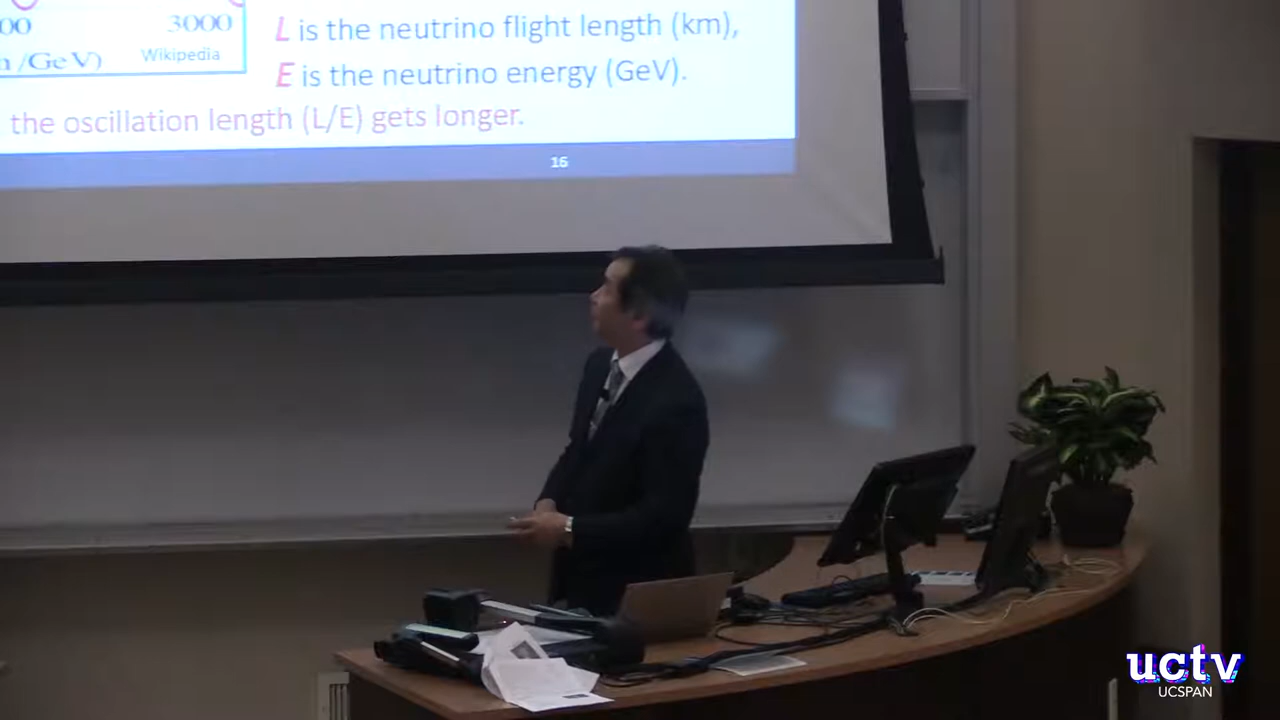 3000
/GeV)
Wikipedia
L is the neutrino flight length (km),
E is the neutrino energy (GeV).
the oscillation length (L/E) gets longer.
16
uctv
UCSPAN